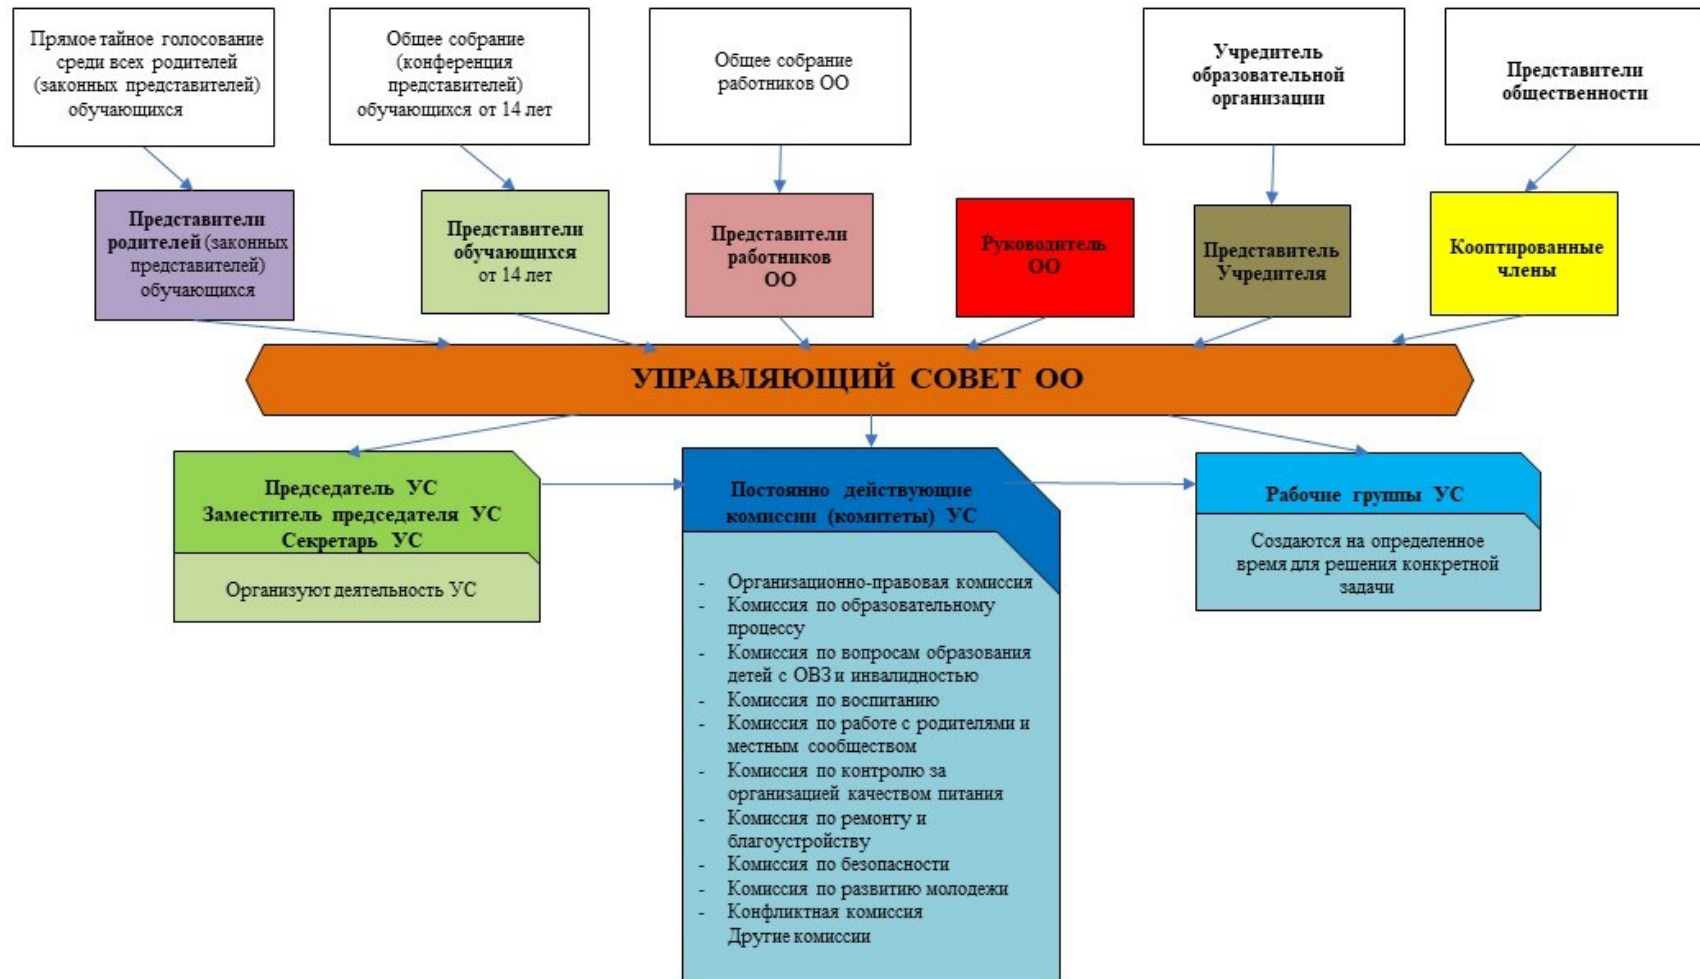 Прямое тайное голосование
среди всех родителей
(законных представителей)
обучающихся
Общее собрание
(конференция
представителей)
обучающихся от 14 лет
Общее собрание
работников ОО
Учредитель
образовательной
организации
Представители
общественности
Представители
родителей (законных
представителей)
обучающихся
Представители
обучающихся
от 14 лет
Представители
работников
ОО
Руководитель
ОО
Представитель
Учредителя
Кооптированные
члены
УПРАВЛЯЮЩИЙ СОВЕТ ОО
Председатель УС
Заместитель председателя УС
Секретарь УС
Организуют деятельность УС
Постоянно действующие
комиссии (комитеты) УС
- Организационно-правовая комиссия
- Комиссия по образовательному
процессу
- Комиссия по вопросам образования
детей с ОВЗ и инвалидностью
- Комиссия по воспитанию
- Комиссия по работе с родителями и
местным сообществом
- Комиссия по контролю за
организацией качеством питания
- Комиссия по ремонту и
благоустройству
- Комиссия по безопасности
- Комиссия по развитию молодежи
- Конфликтная комиссия
Другие комиссии
Рабочие группы УС
Создаются на определенное
время для решения конкретной
задачи